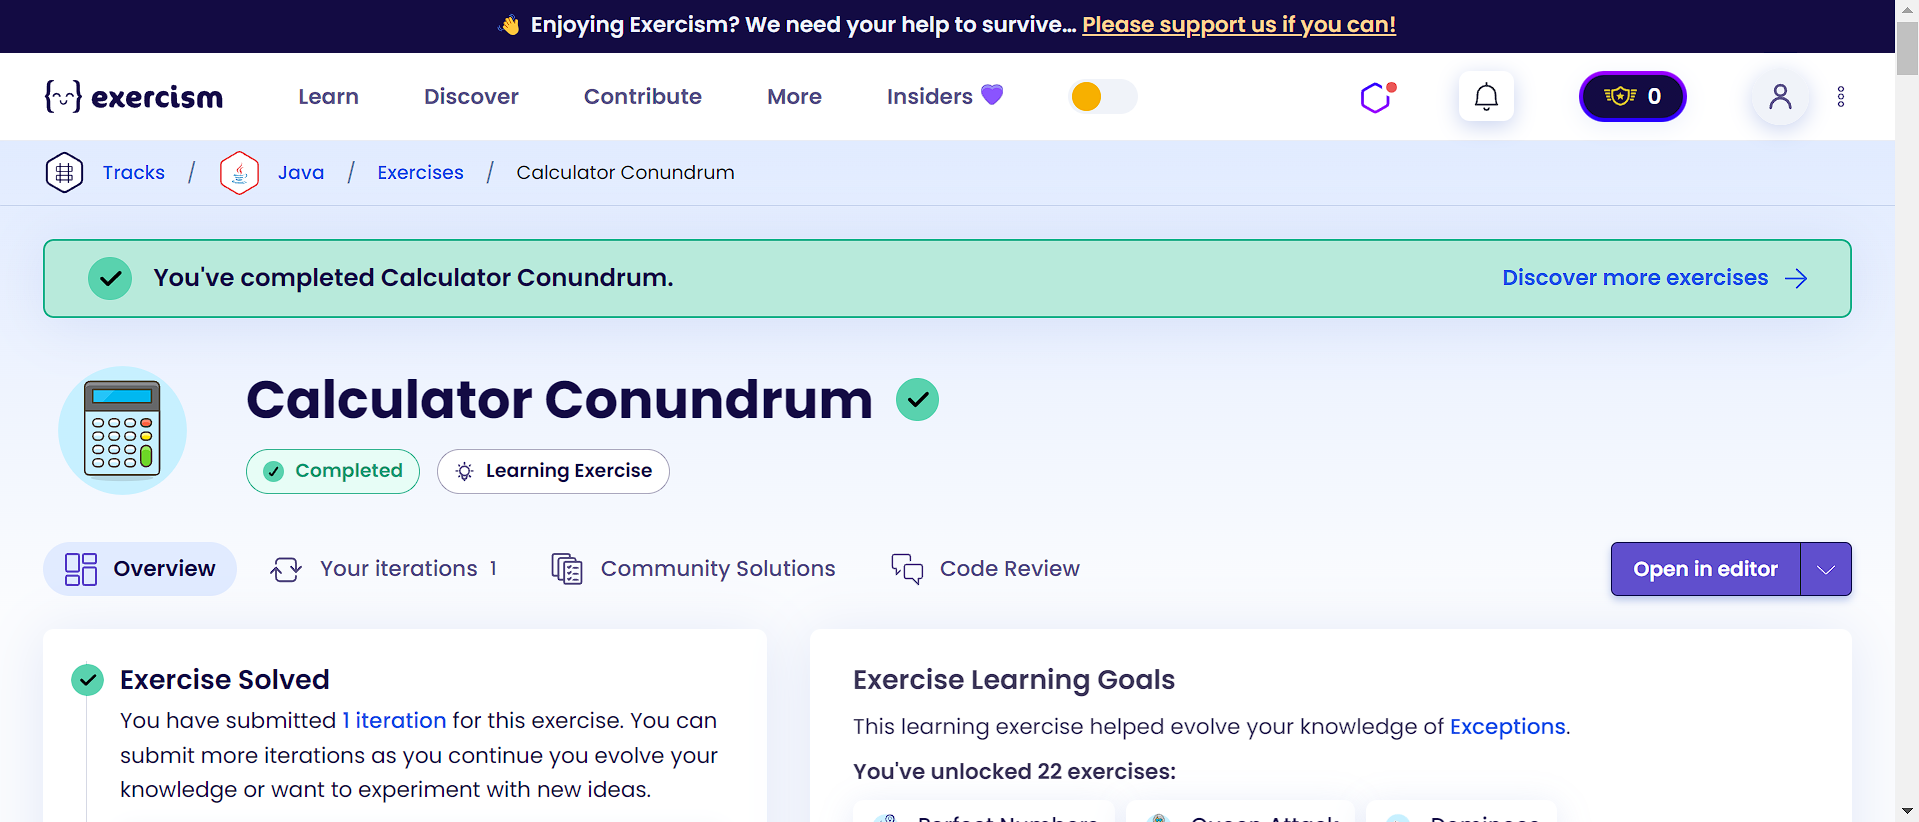 Enjoying Exercism? We need your help to survive... Please support us if you can!
exercism Learn Discover Contribute More Insiders 0
Tracks / Java / Exercises / Calculator Conundrum
You've completed Calculator Conundrum. Discover more exercises
Calculator Conundrum
Completed Learning Exercise
Overview Your iterations 1 Community Solutions Code Review Open in editor
Exercise Solved
You have submitted 1 iteration for this exercise. You can
submit more iterations as you continue you evolve your
knowledge or want to experiment with new ideas.
Exercise Learning Goals
This learning exercise helped evolve your knowledge of Exceptions.
You've unlocked 22 exercises:
Perfect Numbers Queen Attack Dominoes